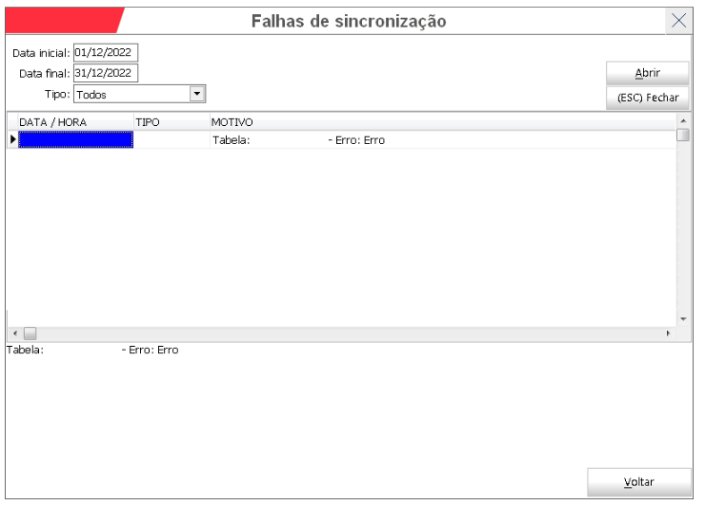 Falhas de sincronização
Data inicial: 01/12/2022
Data final: 31/12/2022
Abrir
Tipo: Todos
(ESC) Fechar
DATA / HORA TIPO MOTIVO
Tabela: - Erro: Erro
Tabela: - Erro: Erro
Voltar